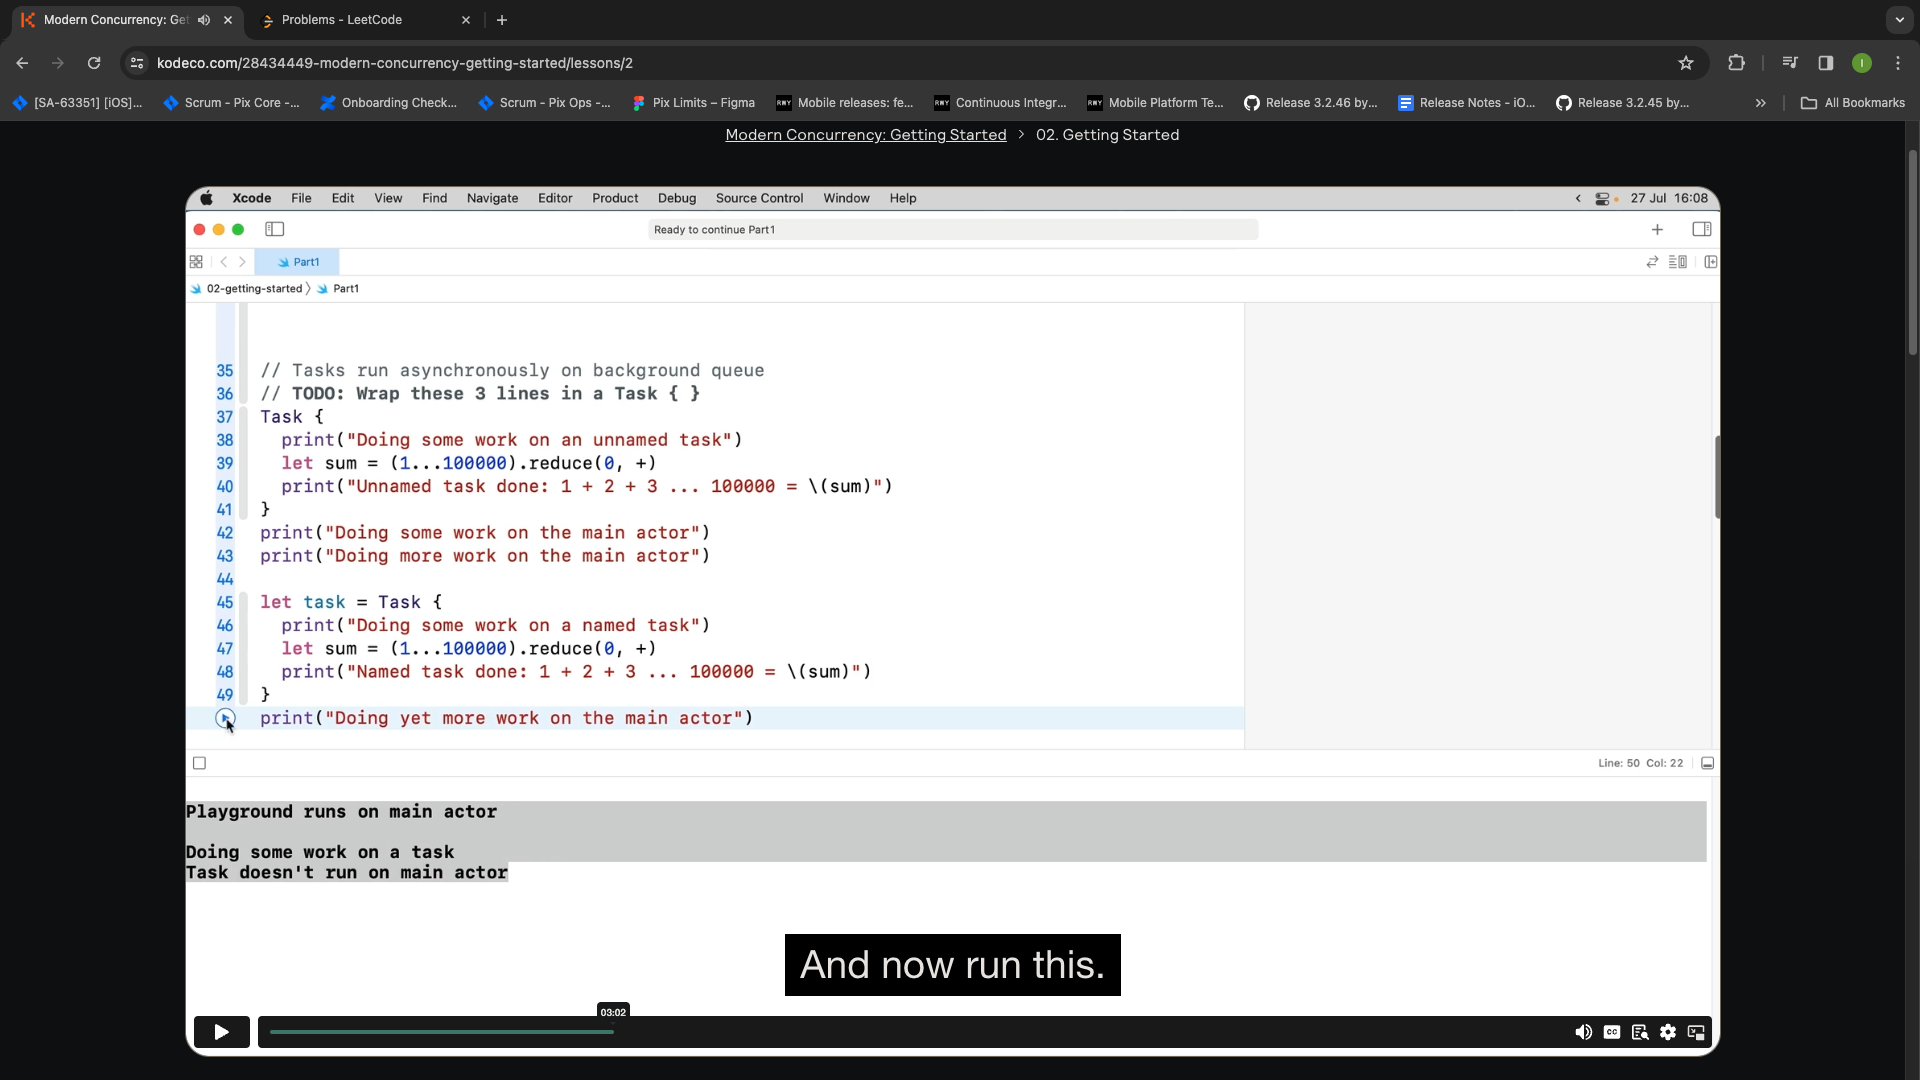 Modern Concurrency: Get
Problems - LeetCode
kodeco.com/28434449-modern-concurrency-getting-started/lessons/2
I
[SA-63351] [iOS]...
Scrum - Pix Core -...
Onboarding Check...
Scrum - Pix Ops -...
Pix Limits – Figma
Mobile releases: fe...
Continuous Integr...
Mobile Platform Te...
Release 3.2.46 by...
Release Notes - iO...
Release 3.2.45 by...
»
All Bookmarks
Modern Concurrency: Getting Started > 02. Getting Started
Xcode File Edit View Find Navigate Editor Product Debug Source Control Window Help
27 Jul 16:08
Ready to continue Part1
Part1
02-getting-started 〉 Part1
35 // Tasks run asynchronously on background queue
36 // TODO: Wrap these 3 lines in a Task { }
37 Task {
38 print("Doing some work on an unnamed task")
39 let sum = (1...100000).reduce(0, +)
40 print("Unnamed task done: 1 + 2 + 3 ... 100000 = \(sum)")
41 }
42 print("Doing some work on the main actor")
43 print("Doing more work on the main actor")
44
45 let task = Task {
46 print("Doing some work on a named task")
47 let sum = (1...100000).reduce(0, +)
48 print("Named task done: 1 + 2 + 3 ... 100000 = \(sum)")
49 }
print("Doing yet more work on the main actor")
Line: 50 Col: 22
Playground runs on main actor
Doing some work on a task
Task doesn't run on main actor
And now run this.
03:02
CC